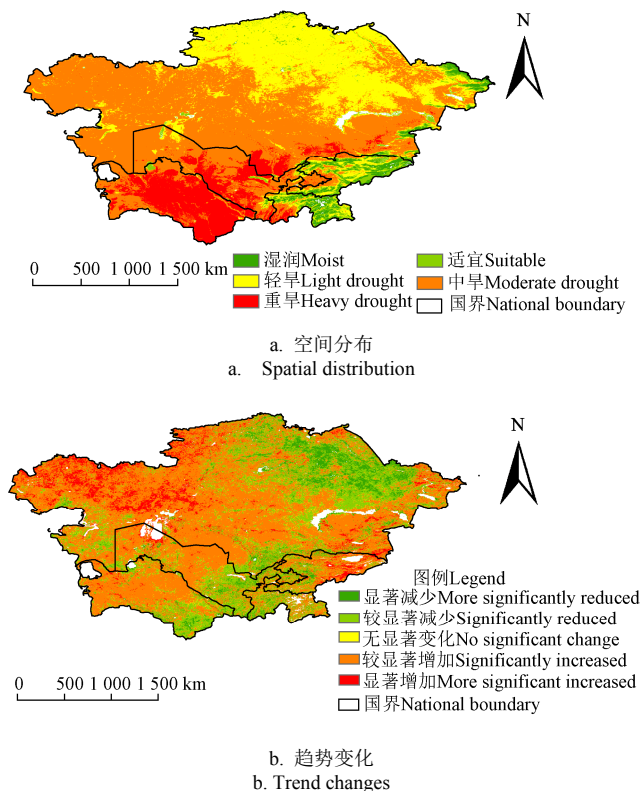 N
湿润Moist
适宜Suitable
轻旱Light drought
中旱Moderate drought
重旱Heavy drought
国界National boundary
0 500 1 000 1 500 km
a. 空间分布
a. Spatial distribution
N
图例Legend
显著减少More significantly reduced
较显著减少Significantly reduced
无显著变化No significant change
较显著增加Significantly increased
显著增加More significant increased
国界National boundary
0 500 1 000 1 500 km
b. 趋势变化
b. Trend changes